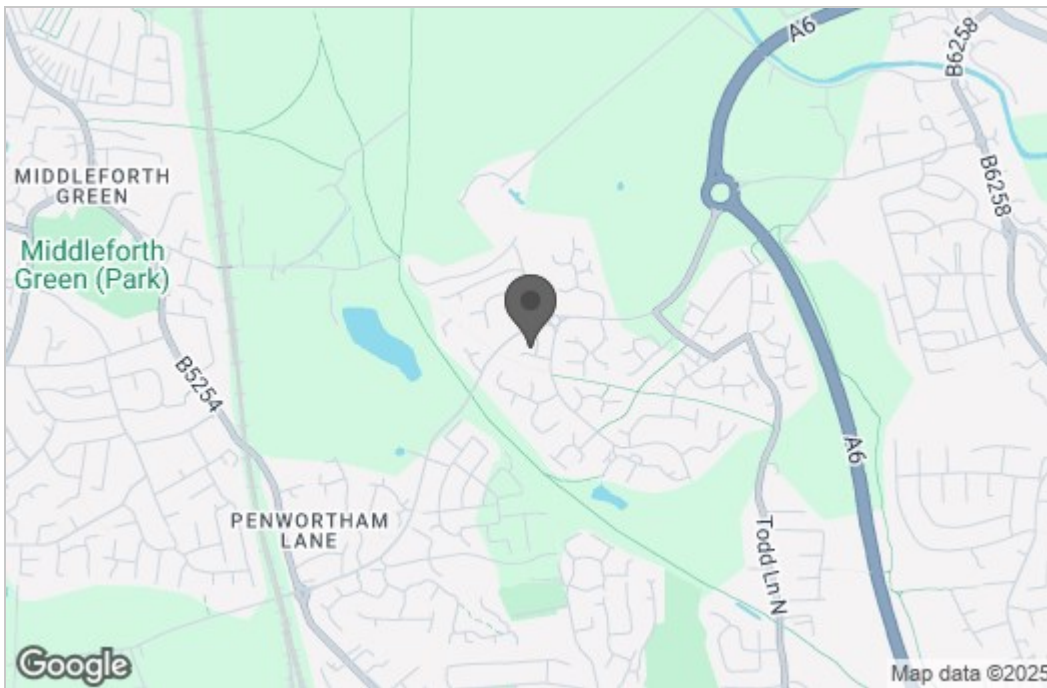 A6
B6258
MIDDLEFORTH
GREEN
B6258
Middleforth
Green (Park)
B5254
A6
PENWORTHAM
LANE
Todd Ln N
Google
Map data ©2025